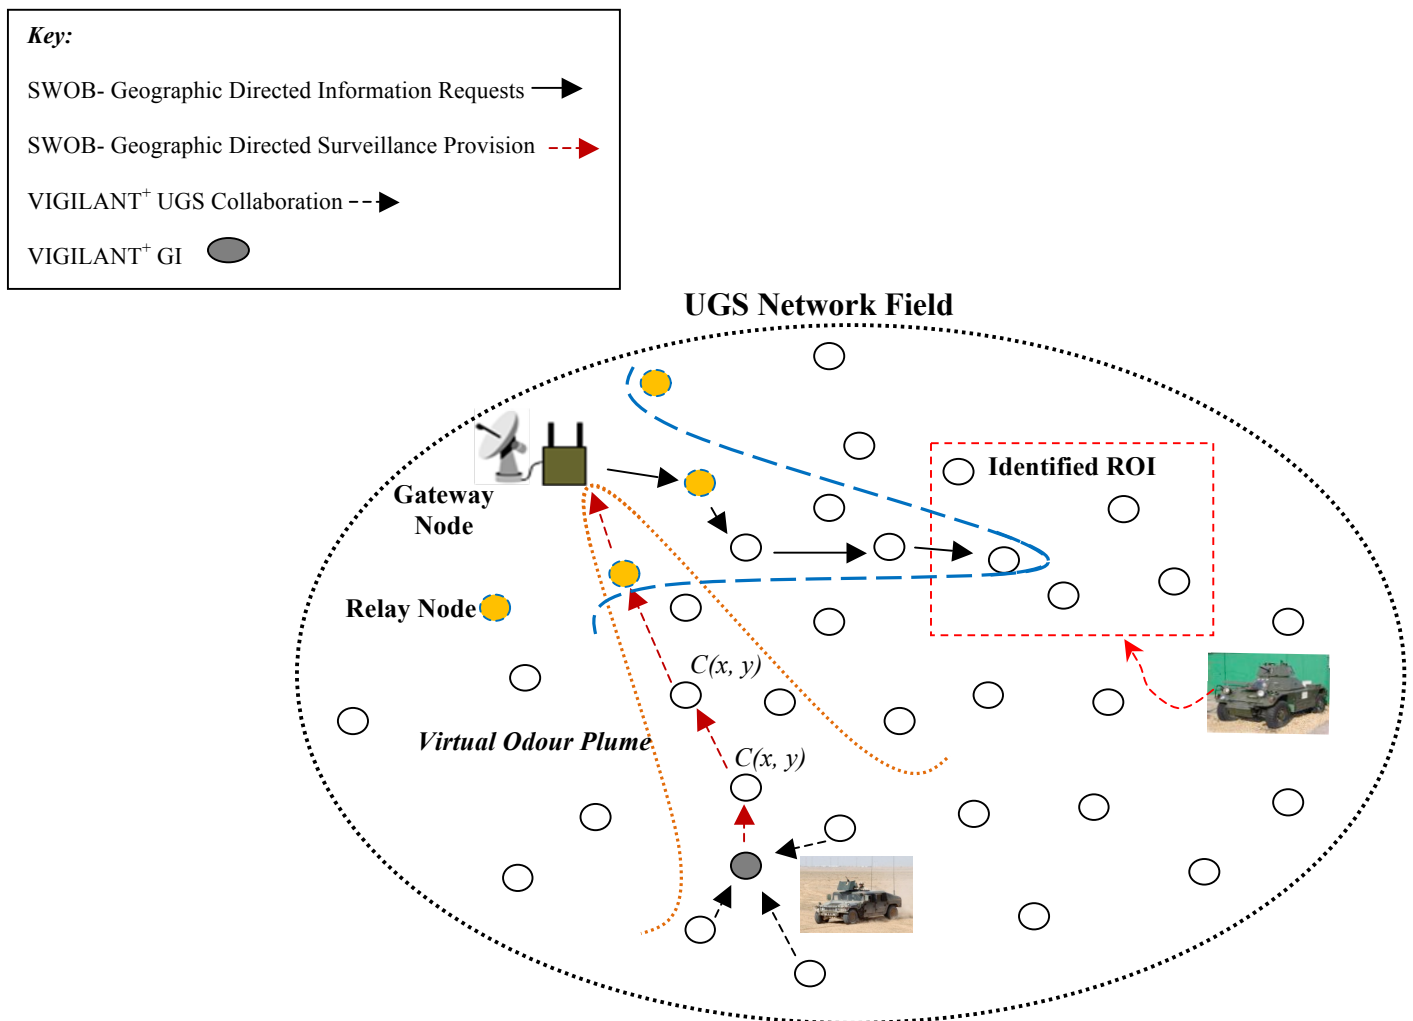 Key:
SWOB- Geographic Directed Information Requests
SWOB- Geographic Directed Surveillance Provision
VIGILANT+ UGS Collaboration
VIGILANT+ GI
UGS Network Field
Identified ROI
Gateway
Node
Relay Node
C(x, y)
Virtual Odour Plume
C(x, y)